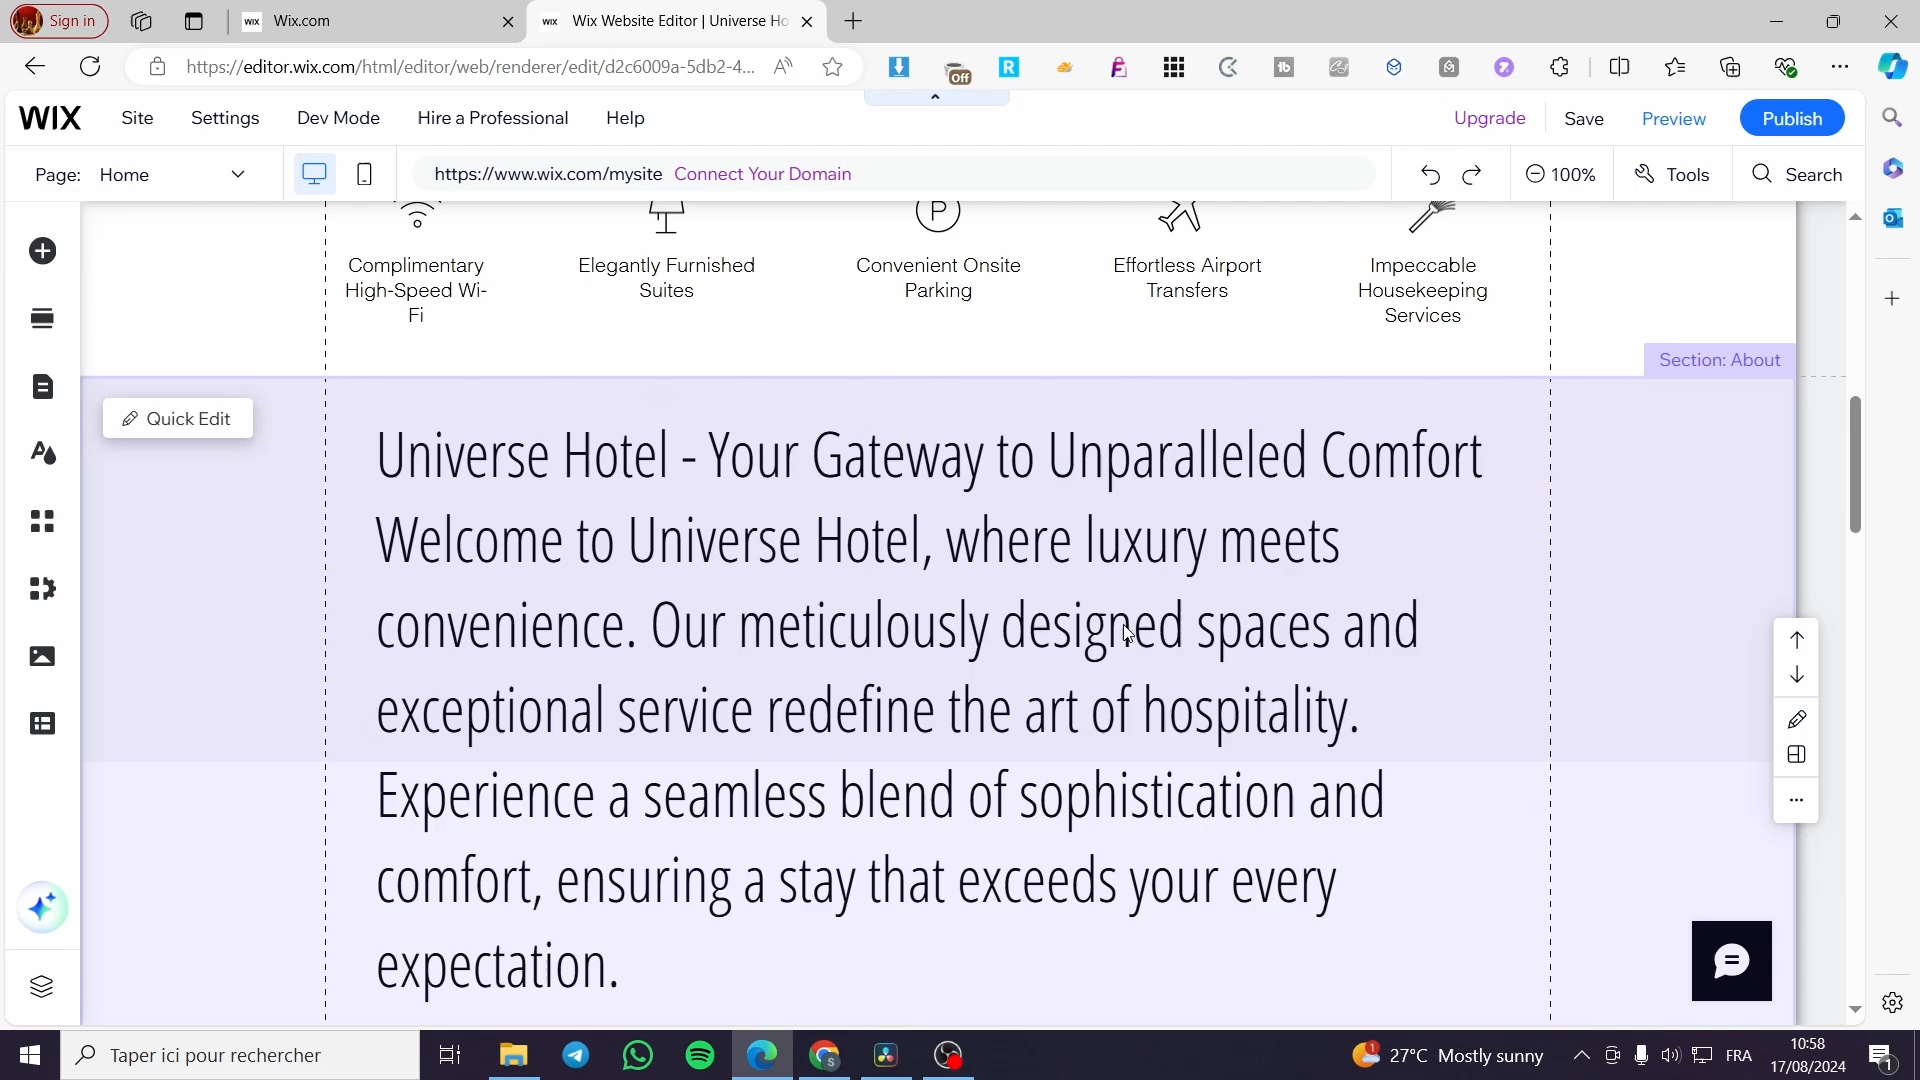 Sign in
WIX Wix.com
WIX Wix Website Editor | Universe Ho
https://editor.wix.com/html/editor/web/renderer/edit/d2c6009a-5db2-4...
Off
WIX Site Settings Dev Mode Hire a Professional Help Upgrade Save Preview Publish
Page: Home https://www.wix.com/mysite Connect Your Domain 100% Tools Search
Complimentary
High-Speed Wi-
Fi
Elegantly Furnished
Suites
Convenient Onsite
Parking
Effortless Airport
Transfers
Impeccable
Housekeeping
Services
Section: About
Quick Edit
Universe Hotel - Your Gateway to Unparalleled Comfort
Welcome to Universe Hotel, where luxury meets
convenience. Our meticulously designed spaces and
exceptional service redefine the art of hospitality.
Experience a seamless blend of sophistication and
comfort, ensuring a stay that exceeds your every
expectation.
Taper ici pour rechercher
1 27°C Mostly sunny
FRA
10:58
17/08/2024
1